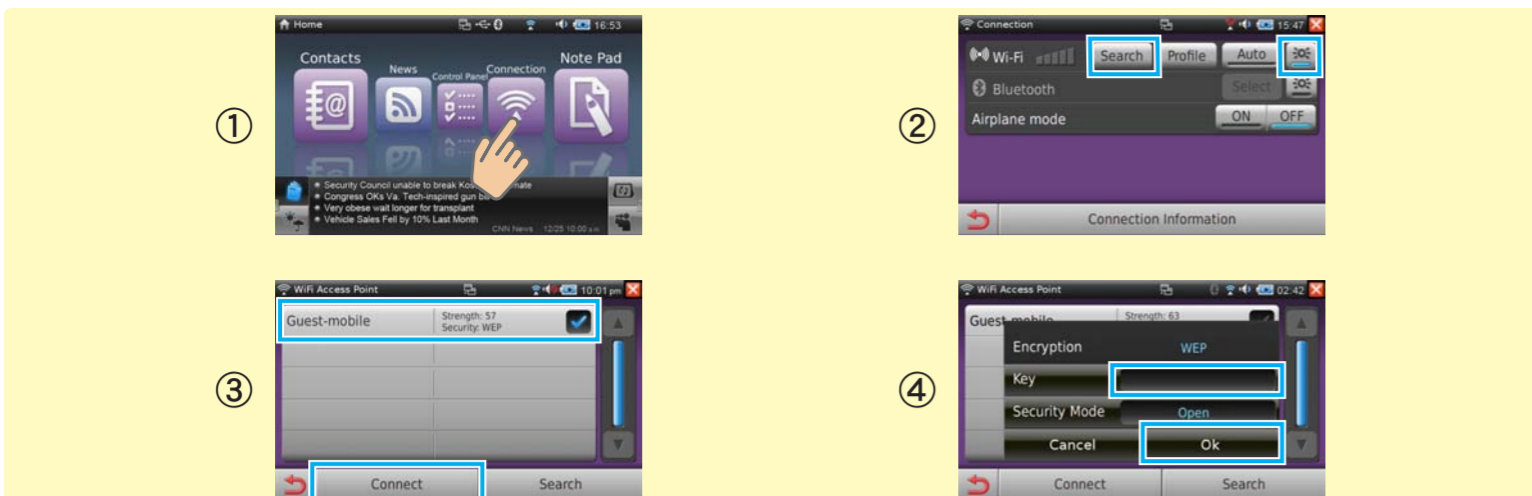 ①
Home 16:53
Contacts
News
Control Panel
Connection
Note Pad
Security Council unable to break
Congress OKs Va. Tech-inspired gun
Very obese wait longer for transplant
Vehicle Sales Fell by 10% Last Month
CNN News 12/25 10:00 a.m
②
Connection 15:47
Wi-Fi Search Profile Auto
Bluetooth Select
Airplane mode ON OFF
Connection Information
③
WiFi Access Point 10:01 pm
Guest-mobile
Strength: 57
Security: WEP
Connect Search
④
WiFi Access Point 02:42
Guest-mobile
Strength: 63
Encryption WEP
Key
Security Mode Open
Cancel Ok
Connect Search